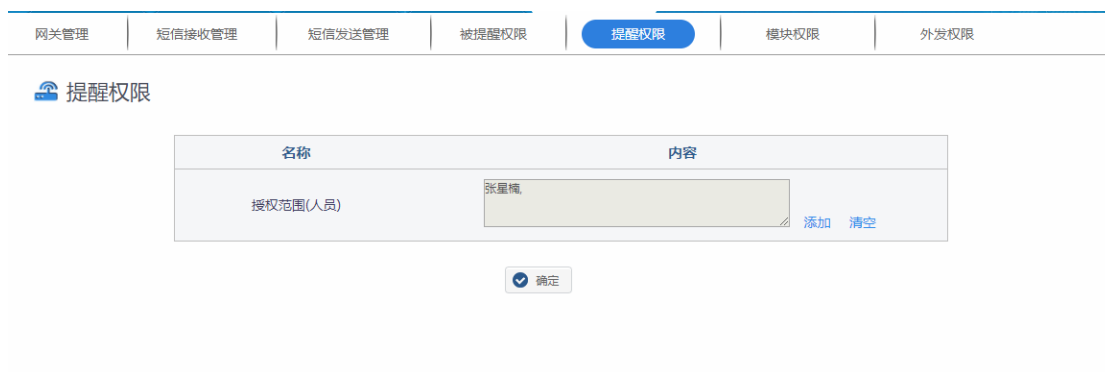 网关管理 短信接收管理 短信发送管理 被提醒权限 提醒权限 模块权限 外发权限
提醒权限
名称 内容
授权范围(人员) 张星楠,
添加 清空
确定